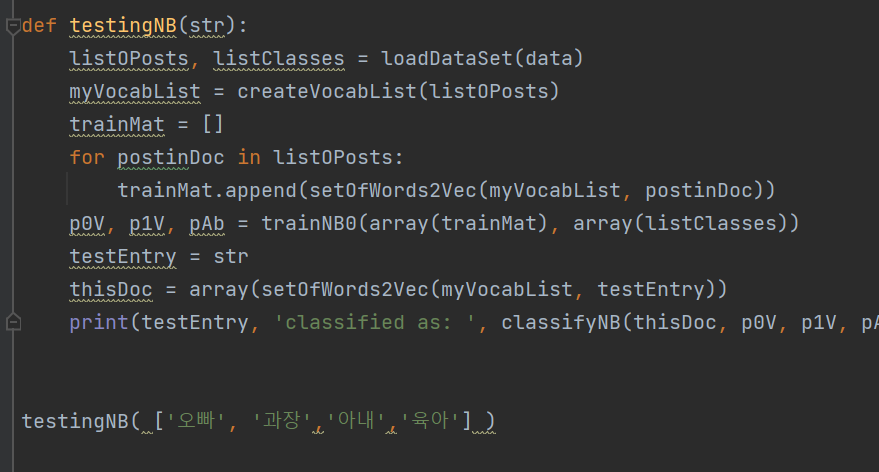 def testingNB(str):
    listOPosts, listClasses = loadDataSet(data)
    myVocabList = createVocabList(listOPosts)
    trainMat = []
    for postinDoc in listOPosts:
        trainMat.append(setOfWords2Vec(myVocabList, postinDoc))
    p0V, p1V, pAb = trainNB0(array(trainMat), array(listClasses))
    testEntry = str
    thisDoc = array(setOfWords2Vec(myVocabList, testEntry))
    print(testEntry, 'classified as: ', classifyNB(thisDoc, p0V, p1V,
testingNB( ['오빠', '과장','아내','육아'] )